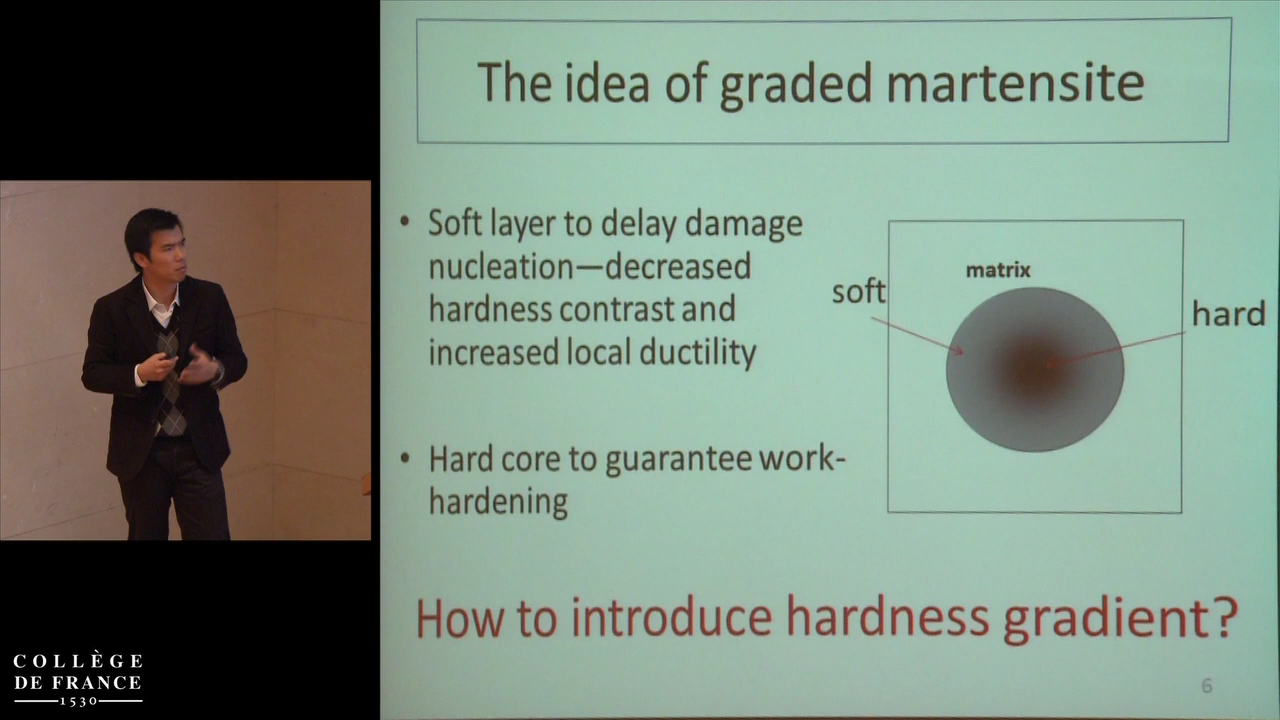 The idea of graded martensite
• Soft layer to delay damage
nucleation—decreased
hardness contrast and
increased local ductility
• Hard core to guarantee work-
hardening
matrix
soft
hard
How to introduce hardness gradient?
6
COLLÈGE
DE FRANCE
1530